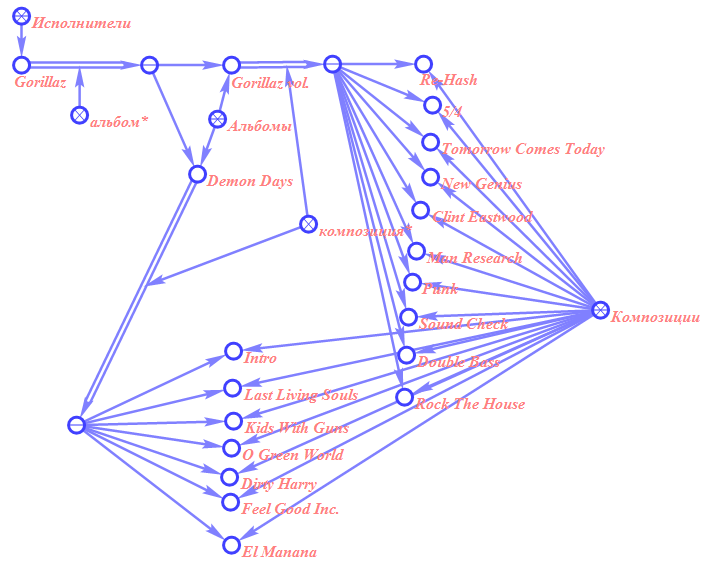 Исполнители
Gorillaz
альбом*
Gorillaz vol.
Альбомы
Demon Days
композиция*
Re-Hash
5/4
Tomorrow Comes Today
New Genius
Clint Eastwood
Man Research
Punk
Sound Check
Double Bass
Rock The House
Композиции
Intro
Last Living Souls
Kids With Guns
O Green World
Dirty Harry
Feel Good Inc.
El Manana